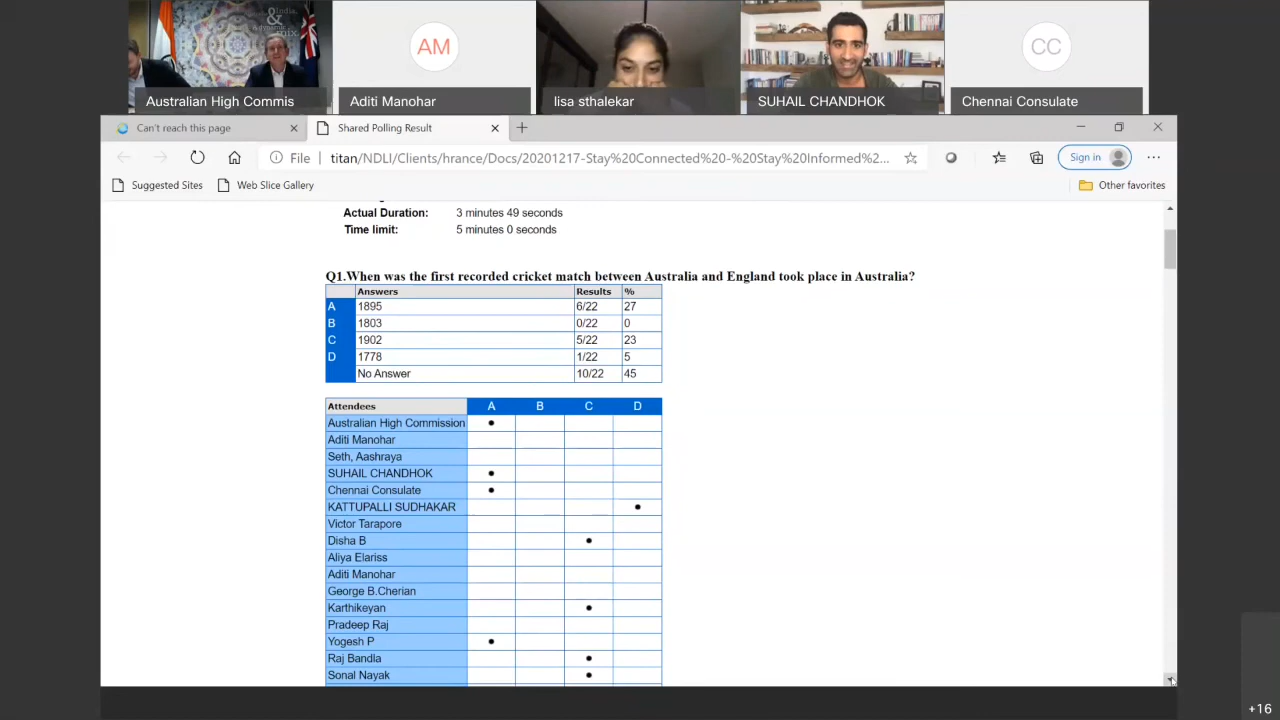 India,
&
dynamic
mix.
AM
CC
Australian High Commis
Aditi Manohar
lisa sthalekar
SUHAIL CHANDHOK
Chennai Consulate
Can't reach this page
Shared Polling Result
File
titan/NDLI/Clients/hrance/Docs/20201217-Stay%20Connected%20-%20Stay%20Informed%2...
Sign in
Suggested Sites
Web Slice Gallery
Other favorites
Actual Duration: 3 minutes 49 seconds
Time limit: 5 minutes 0 seconds
Q1.When was the first recorded cricket match between Australia and England took place in Australia?
Answers Results %
A 1895 6/22 27
B 1803 0/22 0
C 1902 5/22 23
D 1778 1/22 5
No Answer 10/22 45
Attendees A B C D
Australian High Commission
Aditi Manohar
Seth, Aashraya
SUHAIL CHANDHOK
Chennai Consulate
KATTUPALLI SUDHAKAR
Victor Tarapore
Disha B
Aliya Elariss
Aditi Manohar
George B.Cherian
Karthikeyan
Pradeep Raj
Yogesh P
Raj Bandla
Sonal Nayak
+16